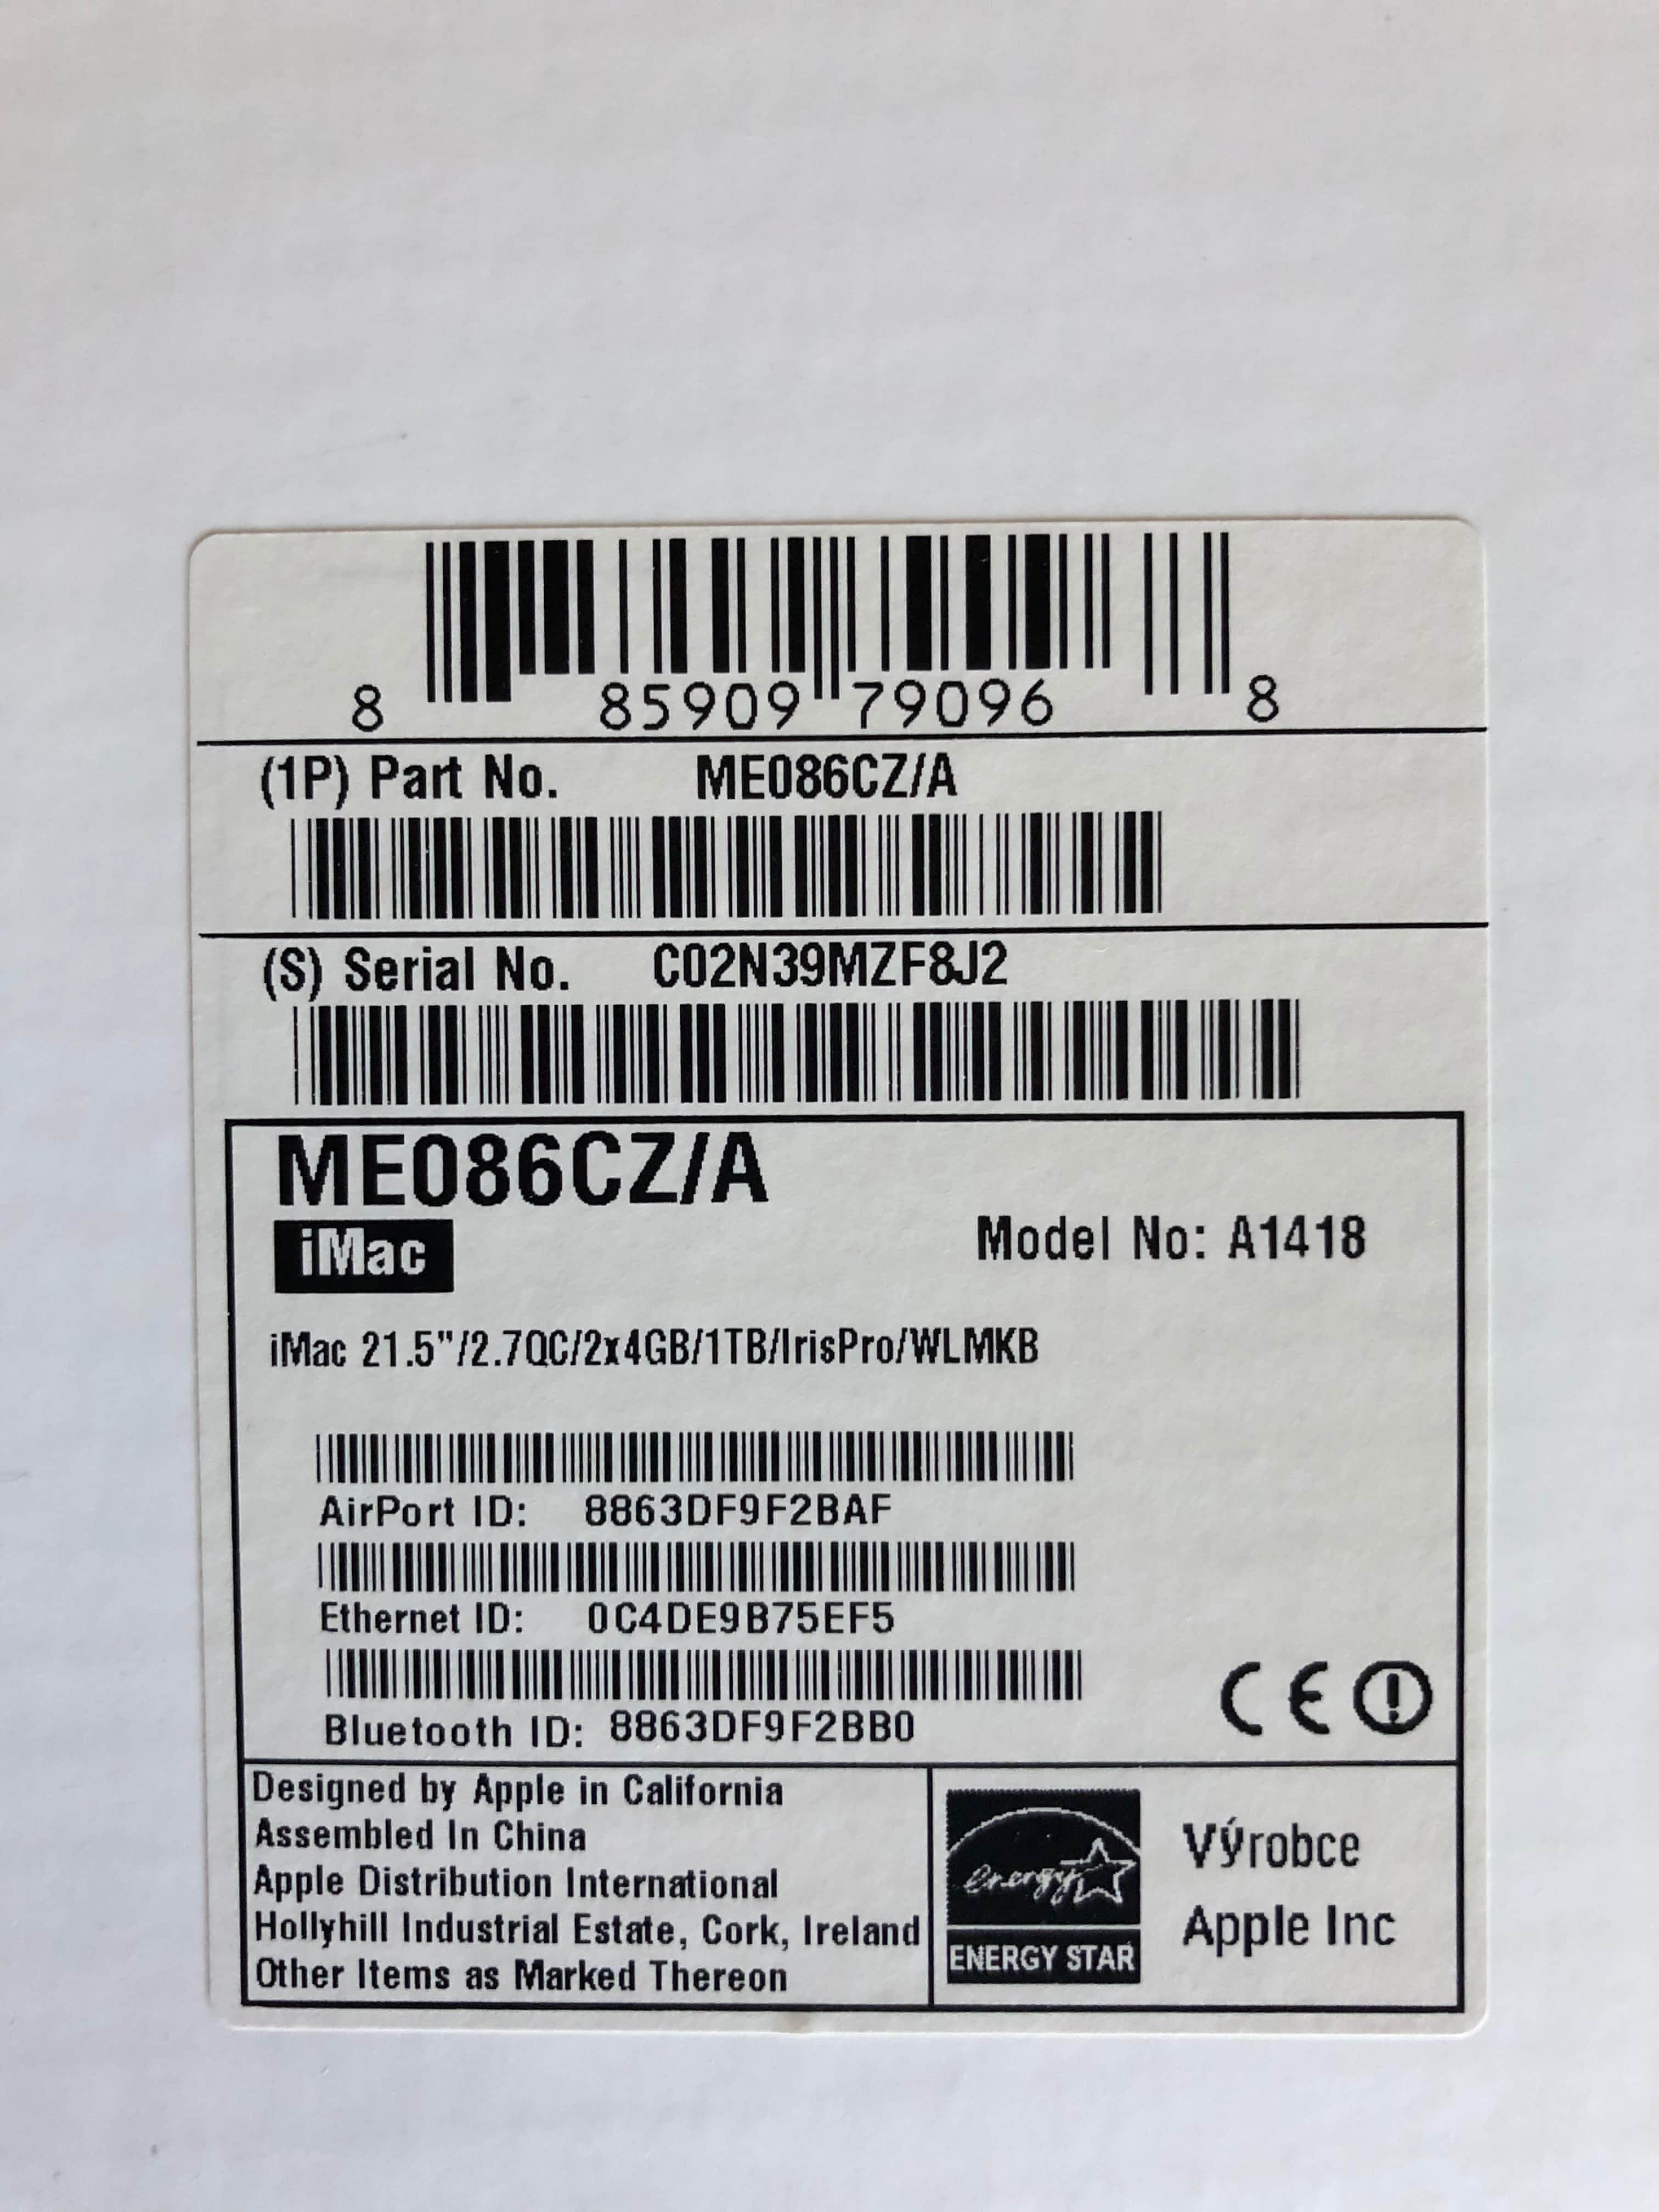 8 85909 79096 8
(1P) Part No. ME086CZ/A
(S) Serial No. C02N39MZF8J2
ME086CZ/A
iMac
Model No: A1418
iMac 21.5"/2.7QC/2x4GB/1TB/IrisPro/WLMKB
AirPort ID: 8863DF9F2BAF
Ethernet ID: 0C4DE9B75EF5
Bluetooth ID: 8863DF9F2BB0
CE
Designed by Apple in California
Assembled In China
Apple Distribution International
Hollyhill Industrial Estate, Cork, Ireland
Other Items as Marked Thereon
energy
ENERGY STAR
Výrobce
Apple Inc